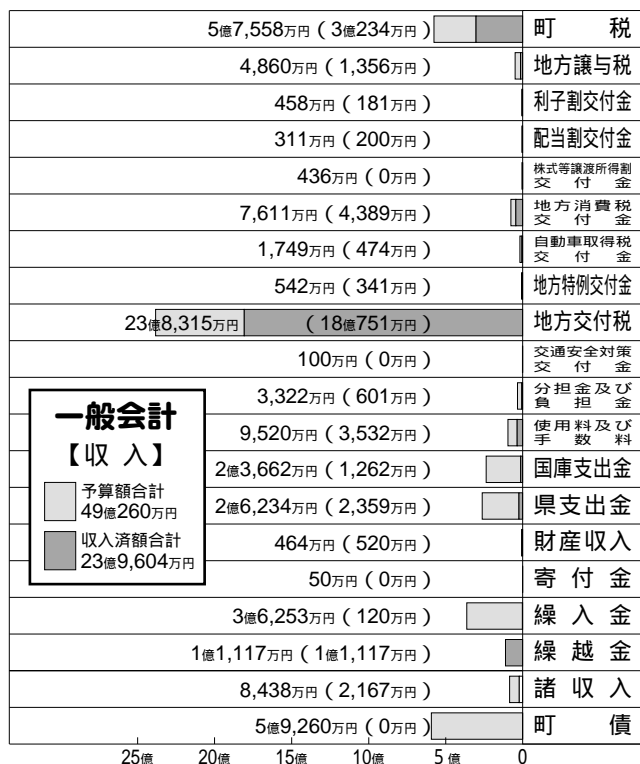 5億7,558万円（3億234万円） 町税
4,860万円（1,356万円） 地方譲与税
458万円（181万円） 利子割交付金
311万円（200万円） 配当割交付金
436万円（0万円） 株式等譲渡所得割交付金
7,611万円（4,389万円） 地方消費税交付金
1,749万円（474万円） 自動車取得税交付金
542万円（341万円） 地方特例交付金
23億8,315万円（18億751万円） 地方交付税
100万円（0万円） 交通安全対策交付金
3,322万円（601万円） 分担金及び負担金
9,520万円（3,532万円） 使用料及び手数料
2億3,662万円（1,262万円） 国庫支出金
2億6,234万円（2,359万円） 県支出金
464万円（520万円） 財産収入
50万円（0万円） 寄付金
3億6,253万円（120万円） 繰入金
1億1,117万円（1億1,117万円） 繰越金
8,438万円（2,167万円） 諸収入
5億9,260万円（0万円） 町債
25億 20億 15億 10億 5億 0
一般会計
【収入】
予算額合計
49億260万円
収入済額合計
23億9,604万円